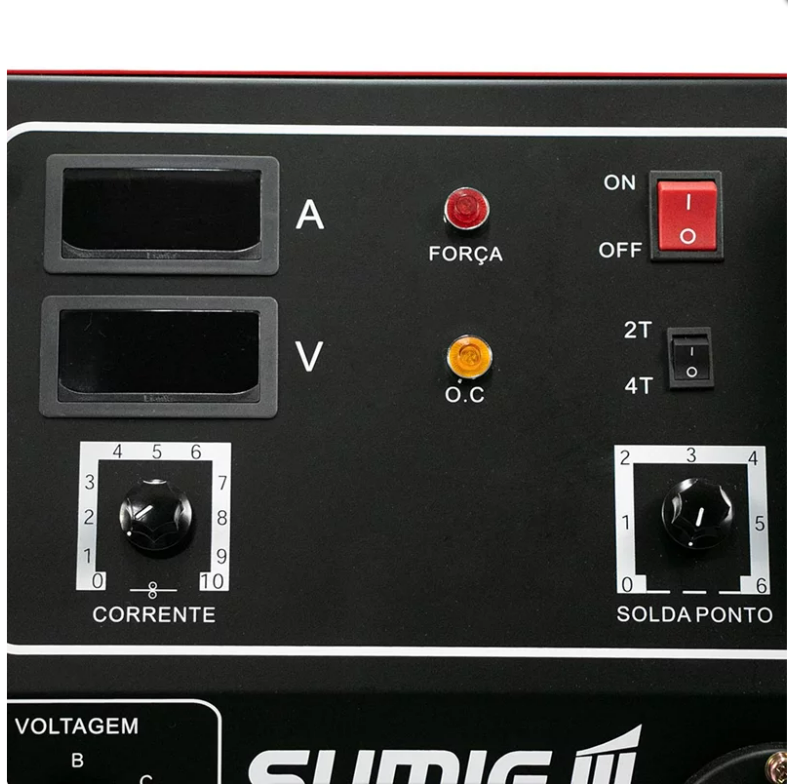 A
FORÇA
ON
I
O
OFF
V
O.C
2T
I
O
4T
4 5 6
3 7
2 8
1 9
0 10
CORRENTE
2 3 4
1 5
0 6
SOLDA PONTO
VOLTAGEM
B
C
SUMIG